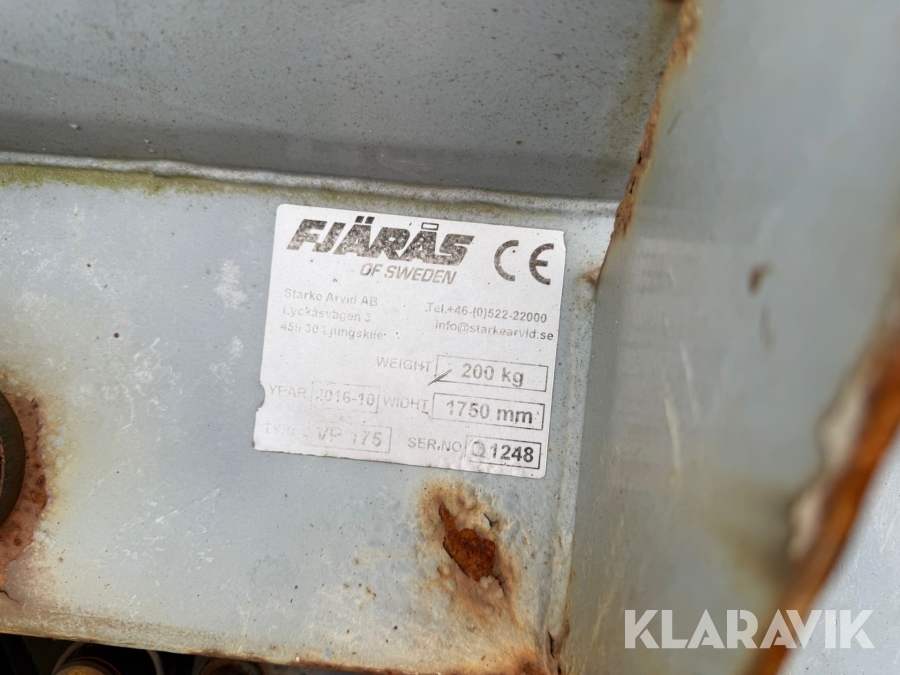 FJÄRÅS
OF SWEDEN
CE
Starke Arvid AB
Lyckåsvägen 3
459 30 Ljungskile
Tel.+46-(0)522-22000
info@starkearvid.se
WEIGHT 200 kg
YEAR 2016-10 WIDHT 1750 mm
TYPE VP 175 SER.NO Q 1248
KLARAVIK